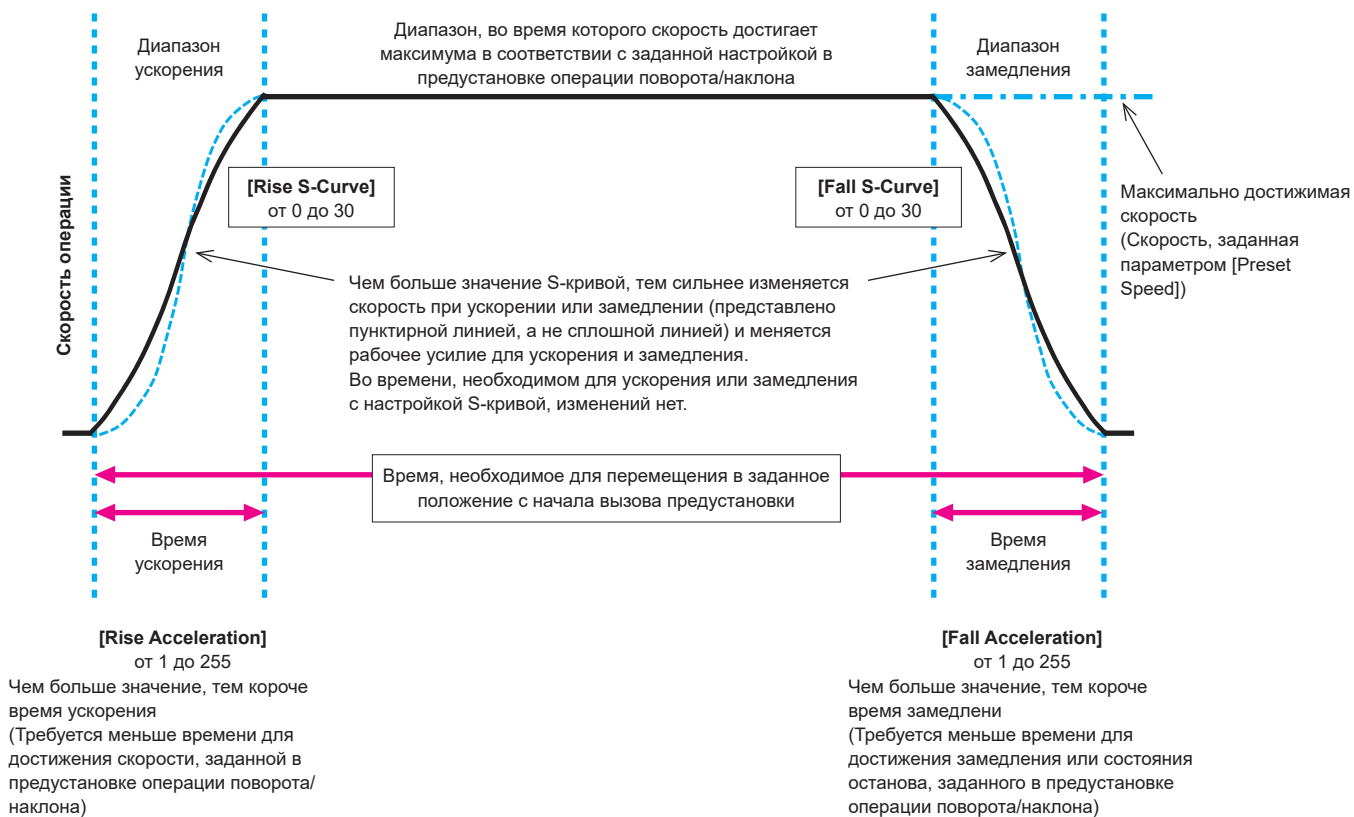 Диапазон
ускорения
Диапазон, во время которого скорость достигает
максимума в соответствии с заданной настройкой в
предустановке операции поворота/наклона
Диапазон
замедления
Скорость операции
[Rise S-Curve]
от 0 до 30
[Fall S-Curve]
от 0 до 30
Максимально достижимая
скорость
(Скорость, заданная
параметром [Preset
Speed])
Чем больше значение S-кривой, тем сильнее изменяется
скорость при ускорении или замедлении (представлено
пунктирной линией, а не сплошной линией) и меняется
рабочее усилие для ускорения и замедления.
Во времени, необходимом для ускорения или замедления
с настройкой S-кривой, изменений нет.
Время, необходимое для перемещения в заданное
положение с начала вызова предустановки
Время
ускорения
Время
замедления
[Rise Acceleration]
от 1 до 255
Чем больше значение, тем короче
время ускорения
(Требуется меньше времени для
достижения скорости, заданной в
предустановке операции поворота/
наклона)
[Fall Acceleration]
от 1 до 255
Чем больше значение, тем короче
время замедлени
(Требуется меньше времени для
достижения замедления или состояния
останова, заданного в предустановке
операции поворота/наклона)